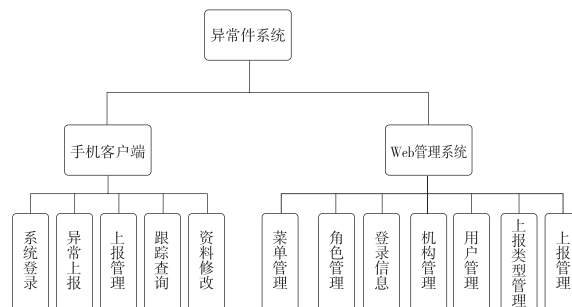 异常件系统
手机客户端
Web管理系统
系统登录
异常上报
上报管理
跟踪查询
资料修改
菜单管理
角色管理
登录信息
机构管理
用户管理
上报类型管理
上报管理